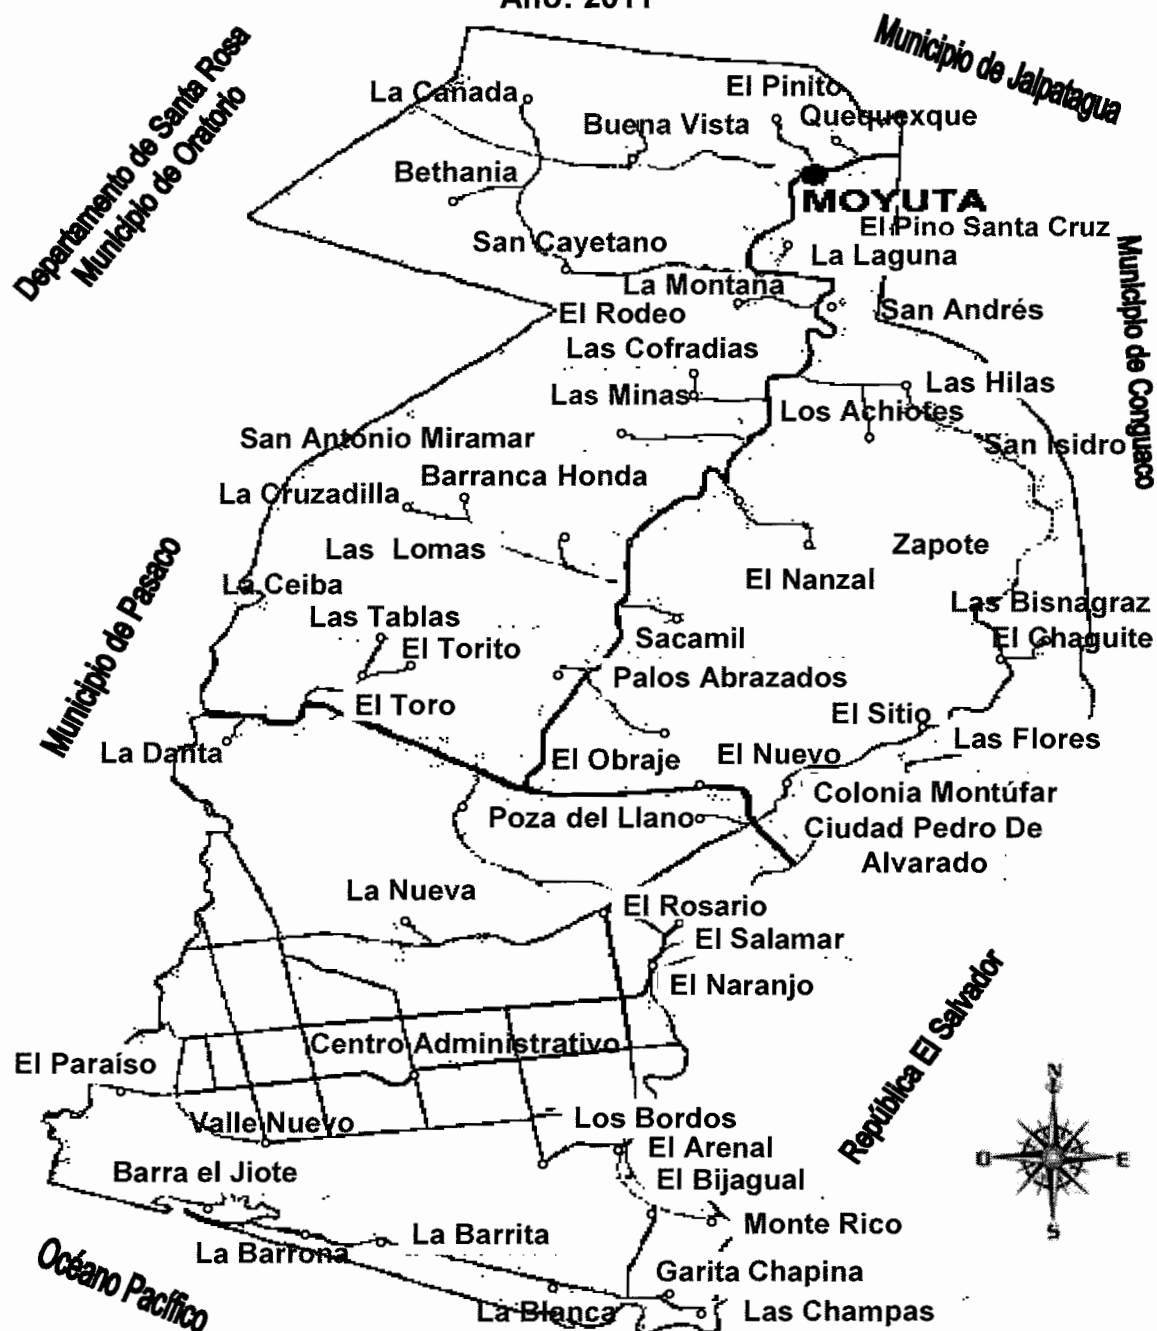 Año: 2011
Municipio de Jalpatagua
Departamento de Santa Rosa
Municipio de Oratorio
La Cañada
El Pinito
Buena Vista
Quequexque
Bethania
MOYUTA
El Pino Santa Cruz
San Cayetano
La Laguna
Municipio de Conguaco
La Montaña
El Rodeo
San Andrés
Las Cofradias
Las Minas
Las Hilas
Los Achiotes
San Antonio Miramar
San Isidro
Barranca Honda
La Cruzadilla
Las Lomas
Zapote
El Nanzal
La Ceiba
Municipio de Pasaco
Las Tablas
Las Bisnagraz
El Torito
Sacamil
El Chaguite
Palos Abrazados
El Toro
El Sitio
La Danta
El Obraje
El Nuevo
Las Flores
Colonia Montúfar
Poza del Llano
Ciudad Pedro De
Alvarado
La Nueva
El Rosario
El Salamar
El Naranjo
República El Salvador
Centro Administrativo
El Paraíso
N
Valle Nuevo
Los Bordos
El Arenal
O
E
Barra el Jiote
El Bijagual
Monte Rico
S
La Barrita
La Barrona
Océano Pacífico
Garita Chapina
La Blanca
Las Champas